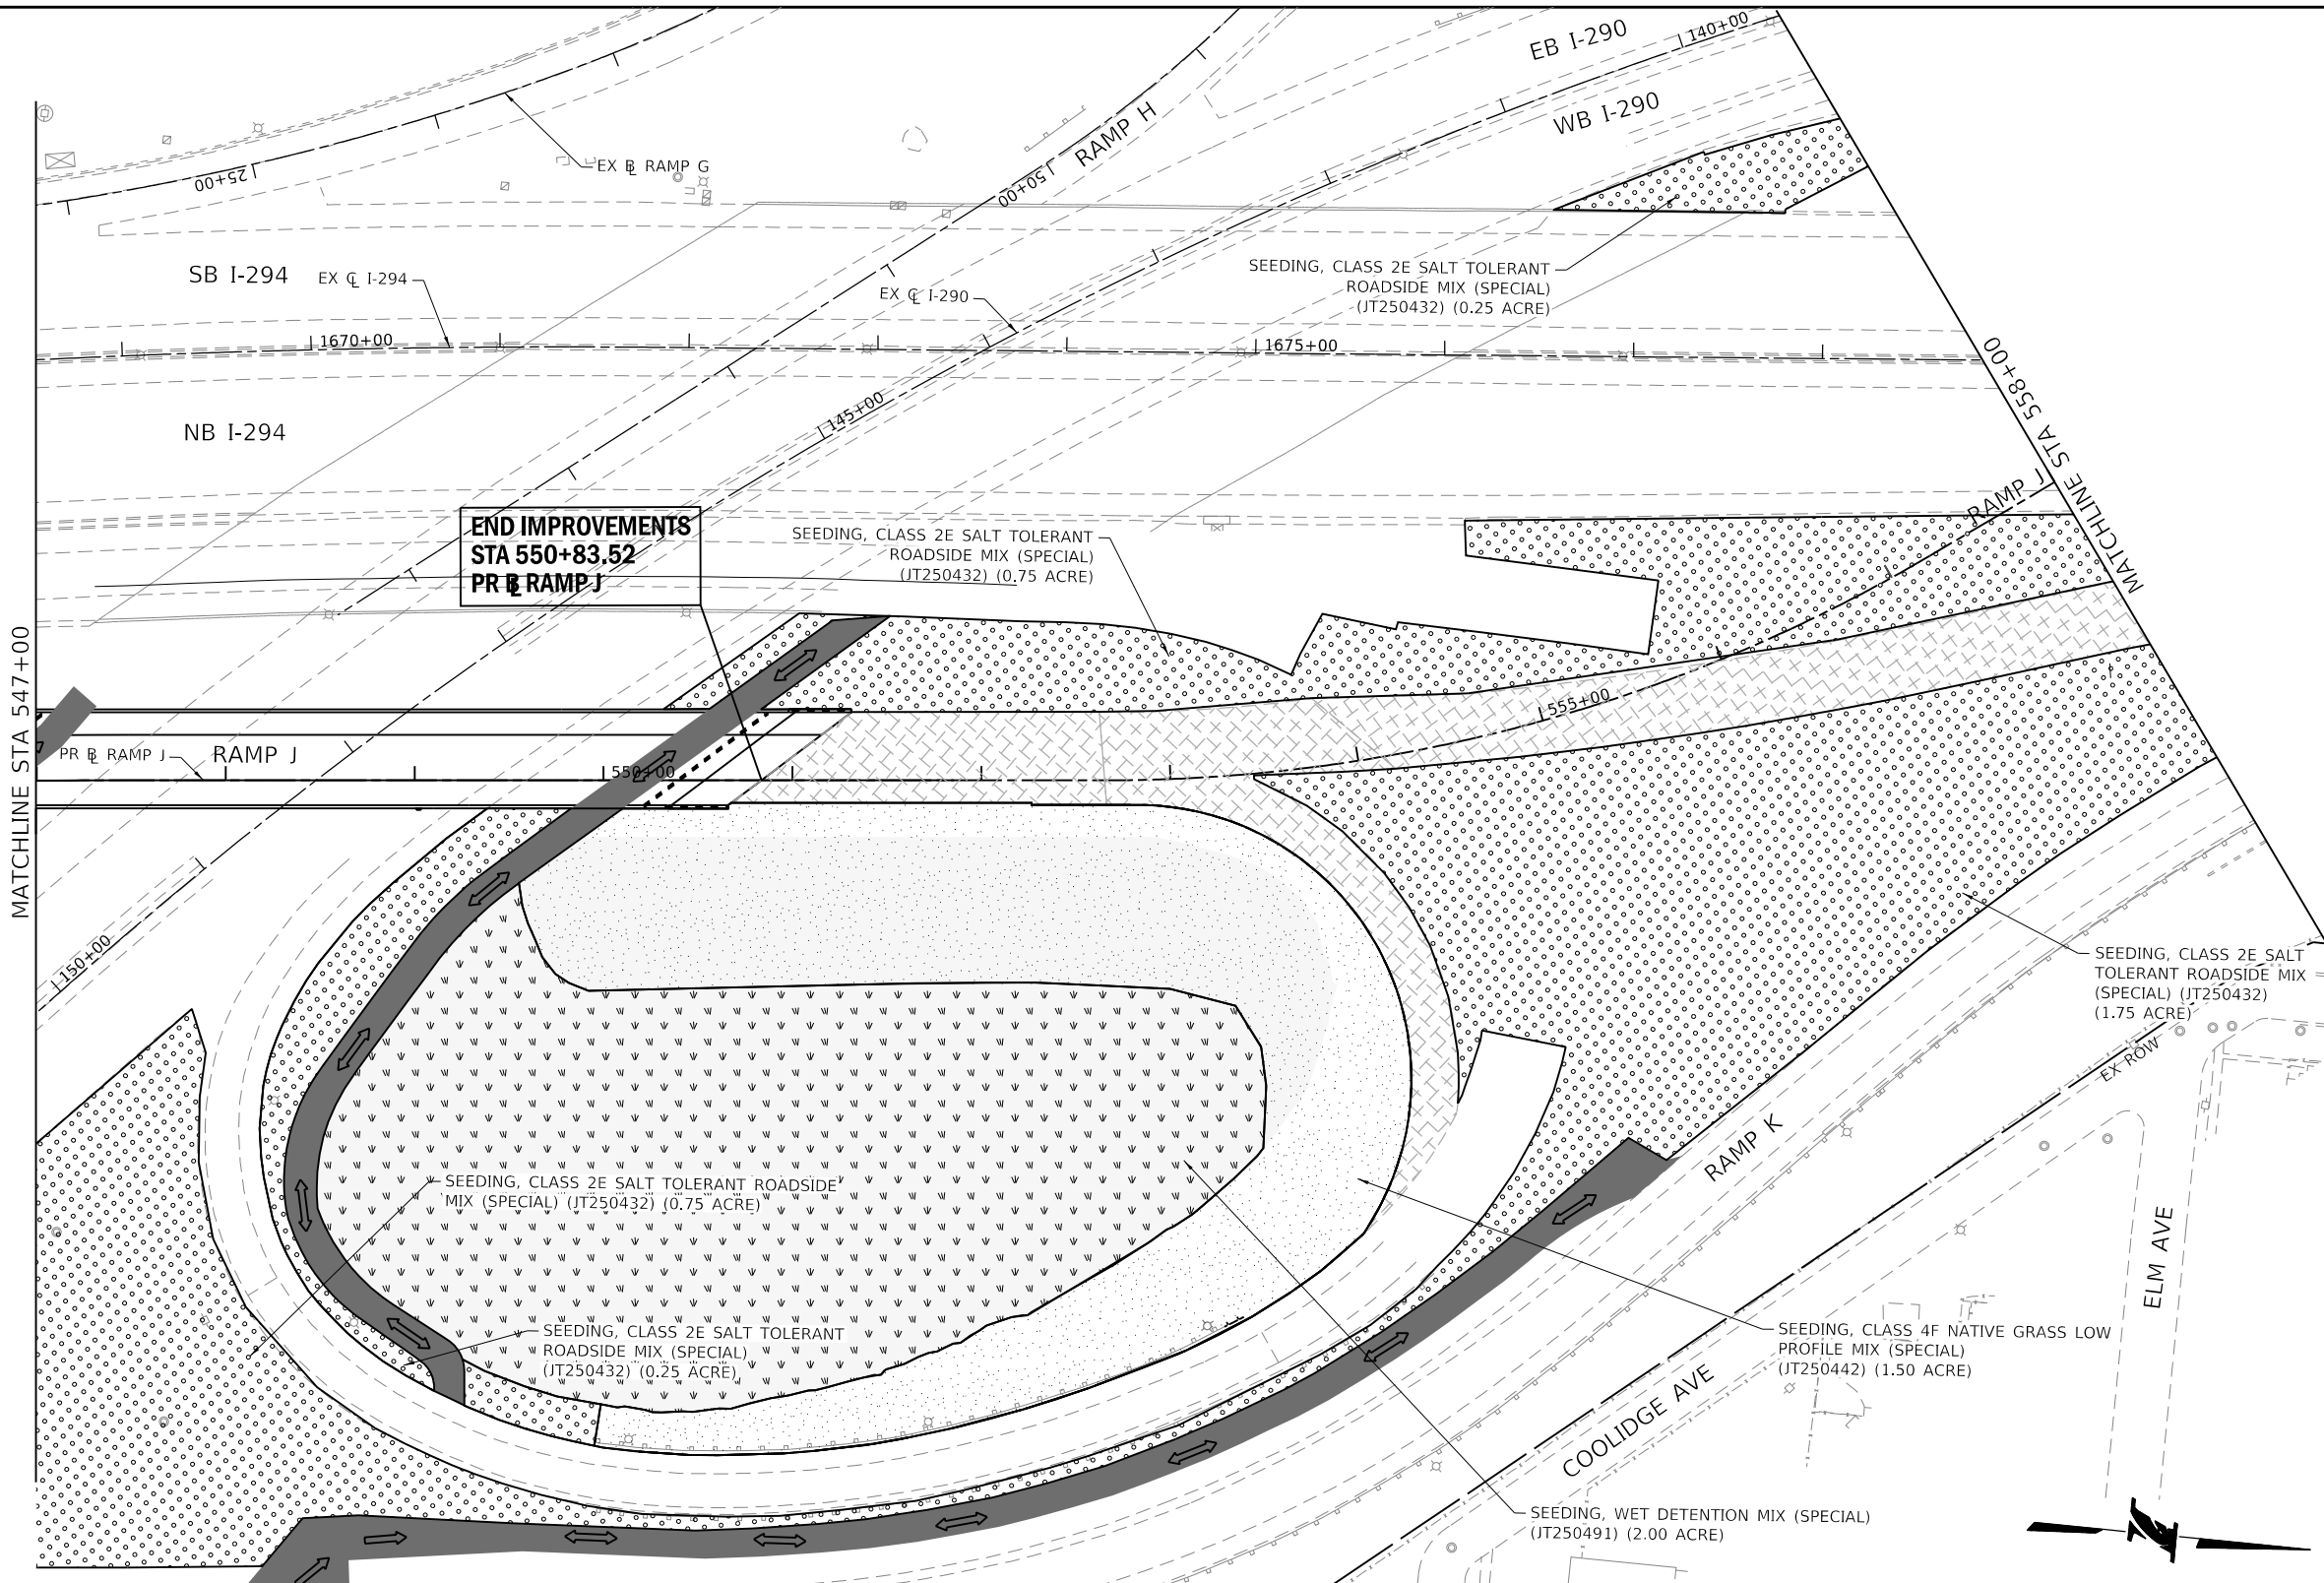 EB I-290
140+00
WB I-290
RAMP H
50+00
EX BL RAMP G
25+00
SB I-294
EX CL I-294
EX CL I-290
SEEDING, CLASS 2E SALT TOLERANT
ROADSIDE MIX (SPECIAL)
(JT250432) (0.25 ACRE)
1670+00
1675+00
MATCHLINE STA 558+00
145+00
NB I-294
RAMP L
END IMPROVEMENTS
STA 550+83.52
PR BL RAMP J
SEEDING, CLASS 2E SALT TOLERANT
ROADSIDE MIX (SPECIAL)
(JT250432) (0.75 ACRE)
MATCHLINE STA 547+00
555+00
PR BL RAMP J
RAMP J
550+00
150+00
SEEDING, CLASS 2E SALT
TOLERANT ROADSIDE MIX
(SPECIAL) (JT250432)
(1.75 ACRE)
EX ROW
RAMP K
SEEDING, CLASS 2E SALT TOLERANT ROADSIDE
MIX (SPECIAL) (JT250432) (0.75 ACRE)
ELM AVE
SEEDING, CLASS 2E SALT TOLERANT
ROADSIDE MIX (SPECIAL)
(JT250432) (0.25 ACRE)
SEEDING, CLASS 4F NATIVE GRASS LOW
PROFILE MIX (SPECIAL)
(JT250442) (1.50 ACRE)
COOLIDGE AVE
SEEDING, WET DETENTION MIX (SPECIAL)
(JT250491) (2.00 ACRE)